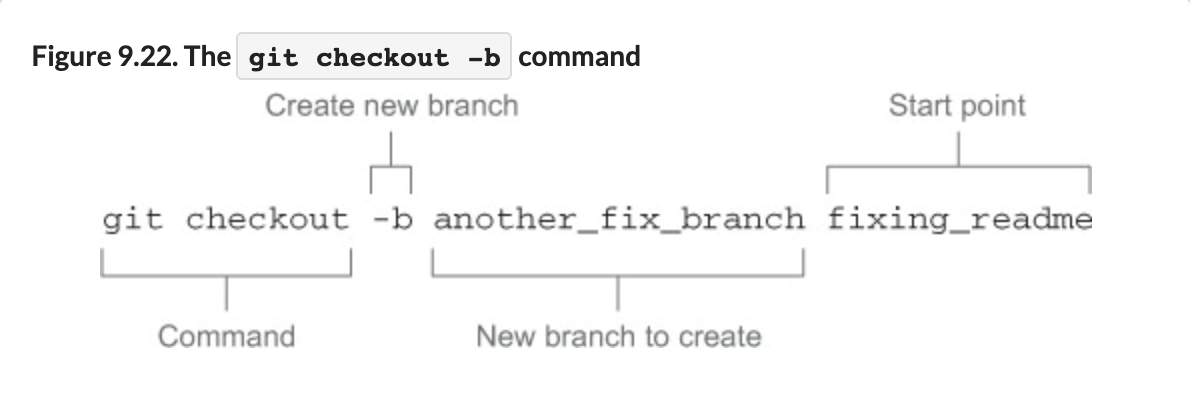 Figure 9.22. The git checkout -b command
Create new branch Start point
git checkout -b another_fix_branch fixing_readme
Command New branch to create